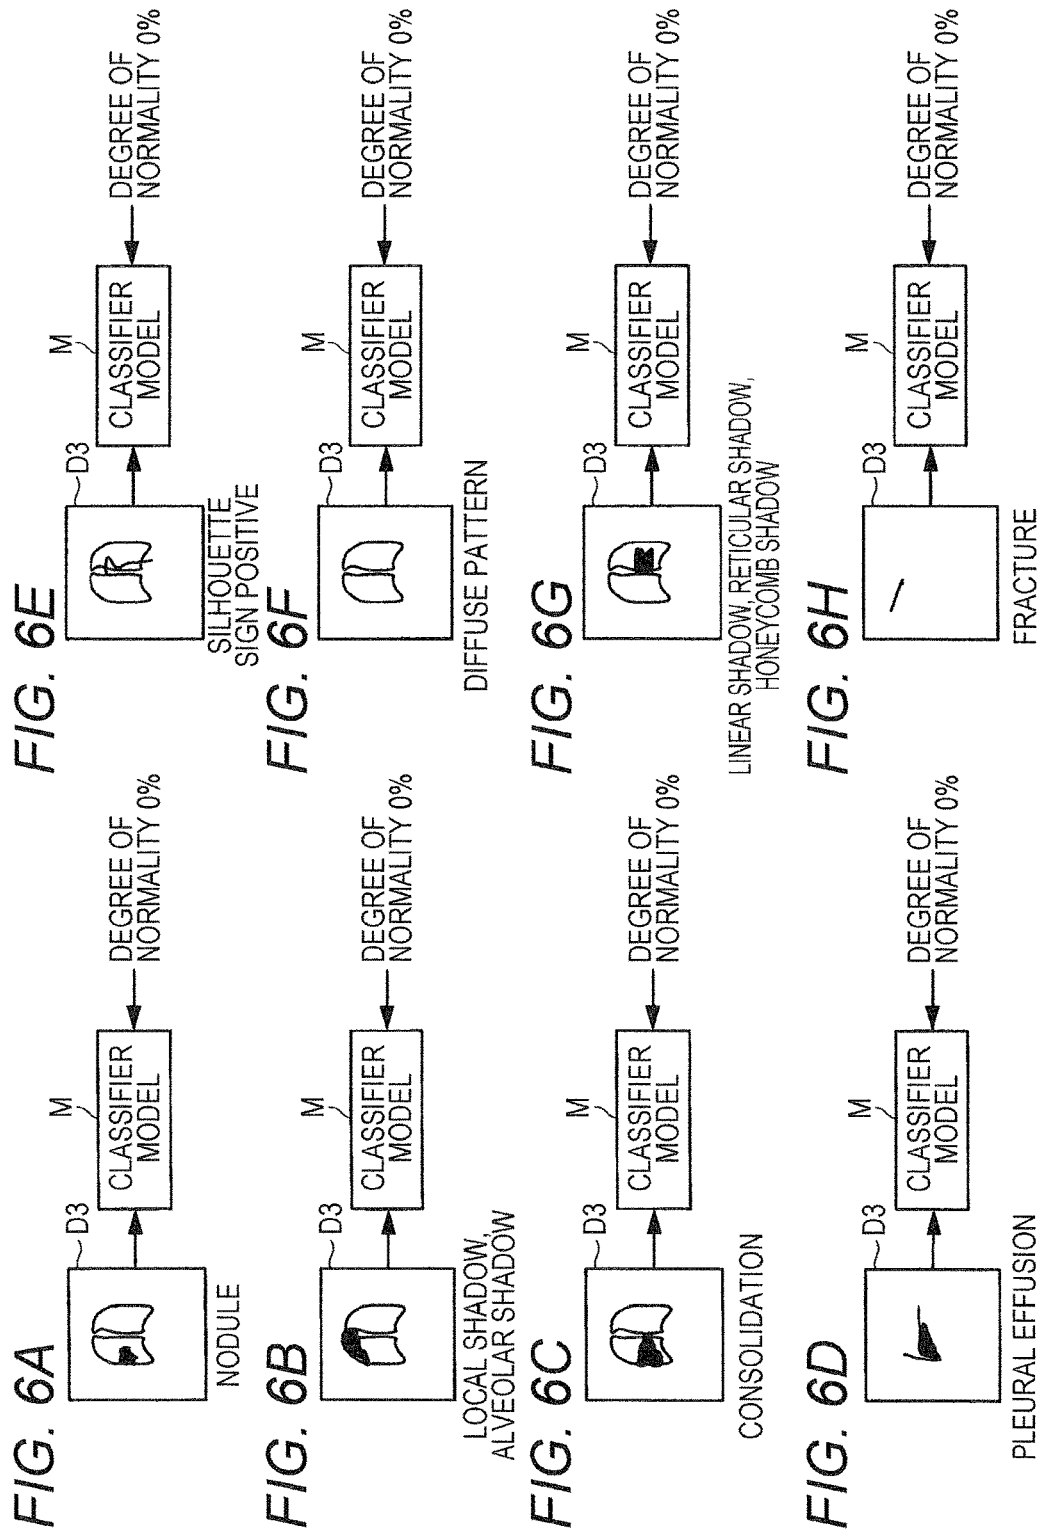 FIG. 6A
D3
M
CLASSIFIER
MODEL
DEGREE OF
NORMALITY 0%
NODULE
FIG. 6B
D3
M
CLASSIFIER
MODEL
DEGREE OF
NORMALITY 0%
LOCAL SHADOW,
ALVEOLAR SHADOW
FIG. 6C
D3
M
CLASSIFIER
MODEL
DEGREE OF
NORMALITY 0%
CONSOLIDATION
FIG. 6D
D3
M
CLASSIFIER
MODEL
DEGREE OF
NORMALITY 0%
PLEURAL EFFUSION
FIG. 6E
D3
M
CLASSIFIER
MODEL
DEGREE OF
NORMALITY 0%
SILHOUETTE
SIGN POSITIVE
FIG. 6F
D3
M
CLASSIFIER
MODEL
DEGREE OF
NORMALITY 0%
DIFFUSE PATTERN
FIG. 6G
D3
M
CLASSIFIER
MODEL
DEGREE OF
NORMALITY 0%
LINEAR SHADOW, RETICULAR SHADOW,
HONEYCOMB SHADOW
FIG. 6H
D3
M
CLASSIFIER
MODEL
DEGREE OF
NORMALITY 0%
FRACTURE